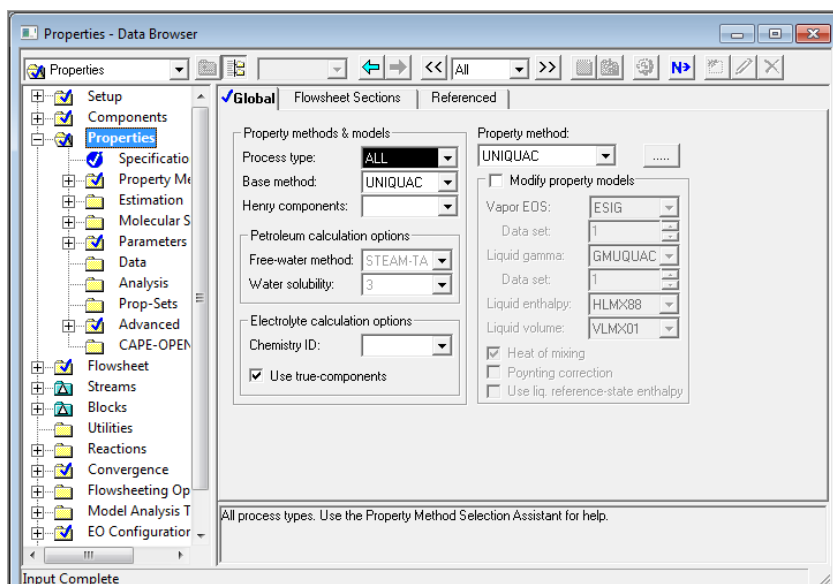 Properties - Data Browser
Properties
All
N>
Setup
Components
Properties
Specificatio
Property Me
Estimation
Molecular S
Parameters
Data
Analysis
Prop-Sets
Advanced
CAPE-OPEN
Flowsheet
Streams
Blocks
Utilities
Reactions
Convergence
Flowsheeting Op
Model Analysis T
EO Configuration
Global Flowsheet Sections Referenced
Property methods & models
Process type: ALL
Base method: UNIQUAC
Henry components:
Petroleum calculation options
Free-water method: STEAM-TA
Water solubility: 3
Electrolyte calculation options
Chemistry ID:
Use true-components
Property method:
UNIQUAC .....
Modify property models
Vapor EOS: ESIG
Data set: 1
Liquid gamma: GMUQUAC
Data set: 1
Liquid enthalpy: HLMX88
Liquid volume: VLMX01
Heat of mixing
Poynting correction
Use liq. reference-state enthalpy
All process types. Use the Property Method Selection Assistant for help.
Input Complete